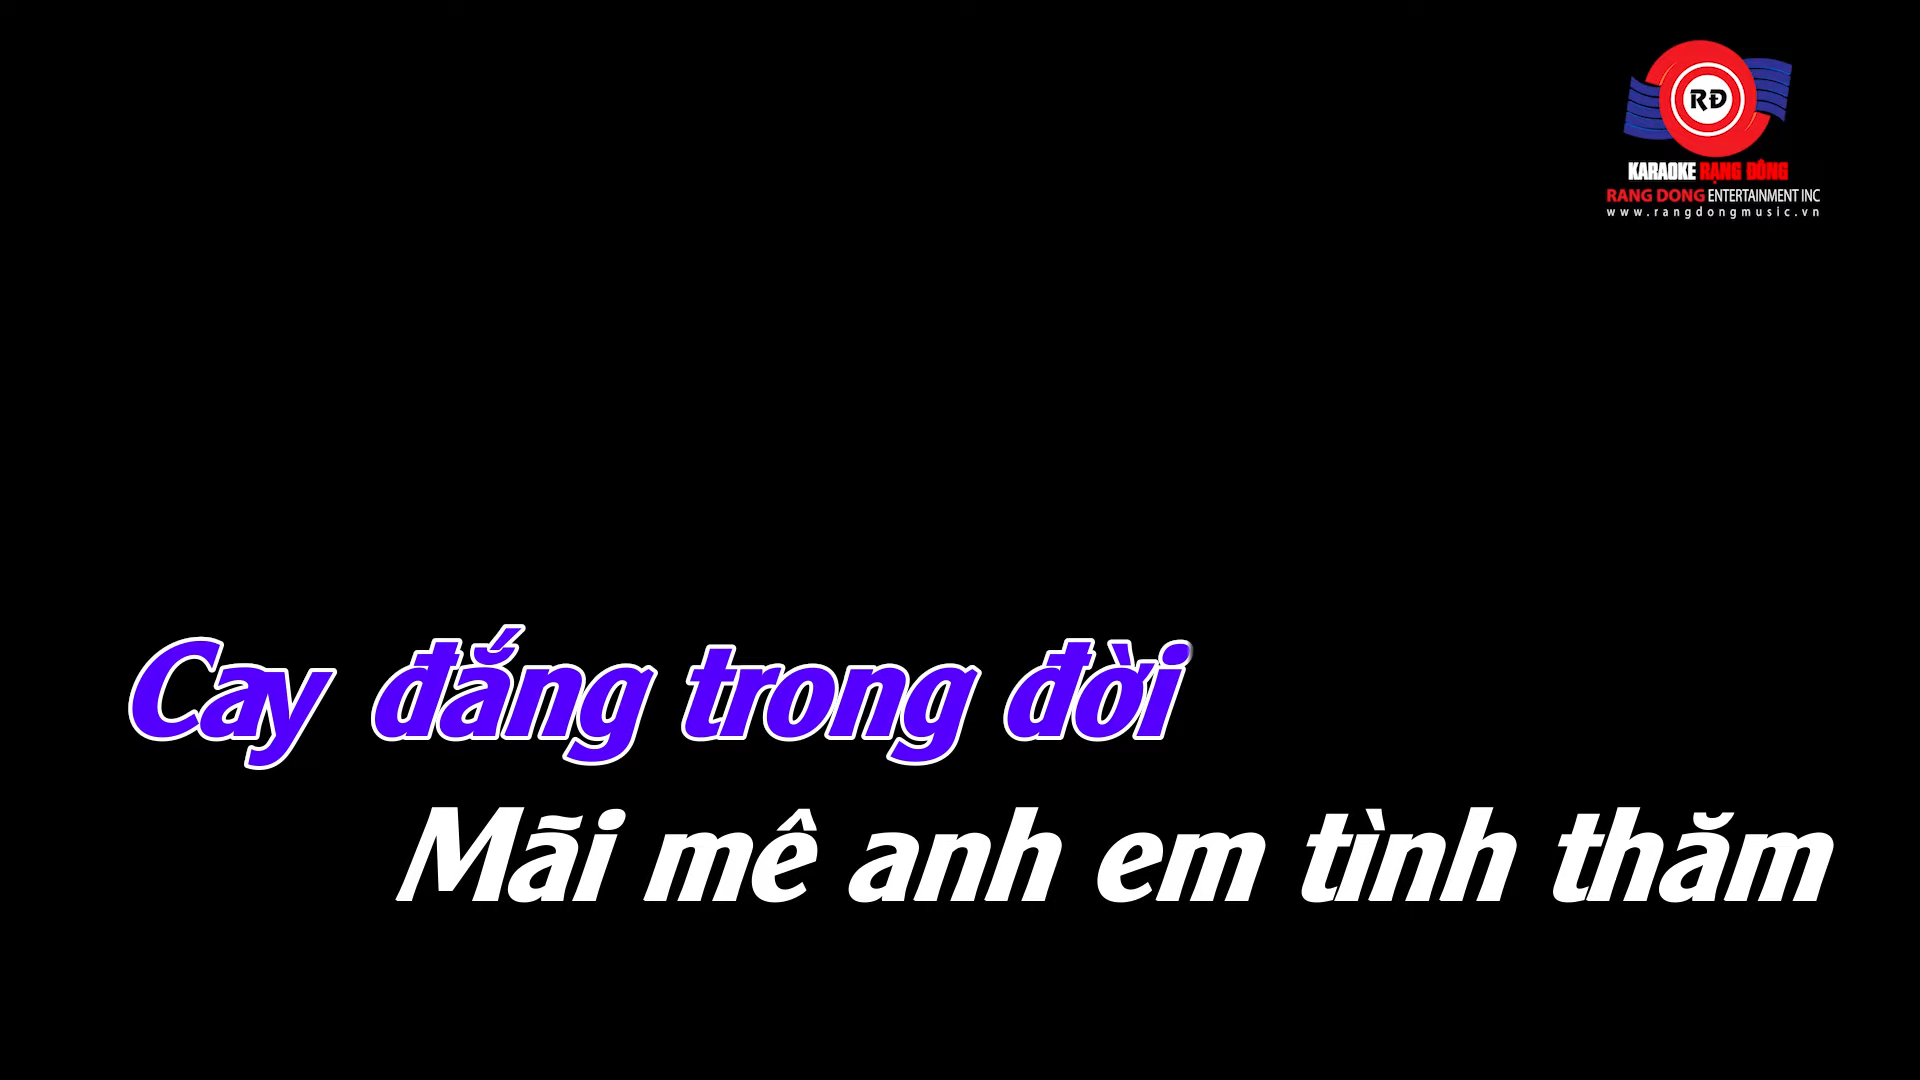 RĐ
KARAOKE RẠNG ĐÔNG
RANG DONG ENTERTAINMENT INC
www.rangdongmusic.vn
Cay đắng trong đời
Mãi mê anh em tình thăm